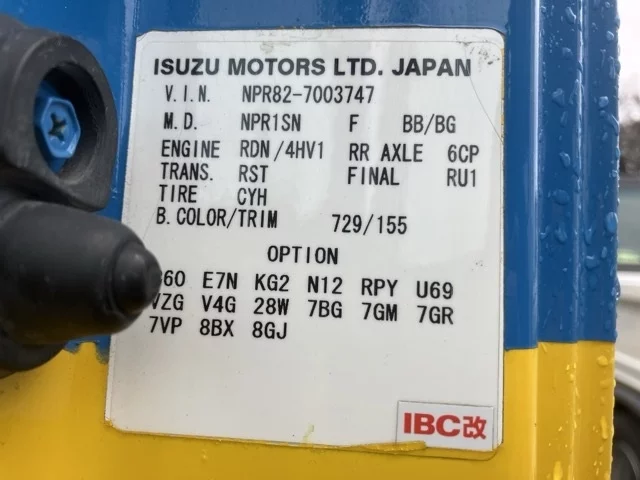 ISUZU MOTORS LTD. JAPAN
V.I.N. NPR82-7003747
M.D. NPR1SN F BB/BG
ENGINE RDN/4HV1 RR AXLE 6CP
TRANS. RST FINAL RU1
TIRE CYH
B.COLOR/TRIM 729/155
OPTION
E7N KG2 N12 RPY U69
VZG V4G 28W 7BG 7GM 7GR
7VP 8BX 8GJ
IBC改